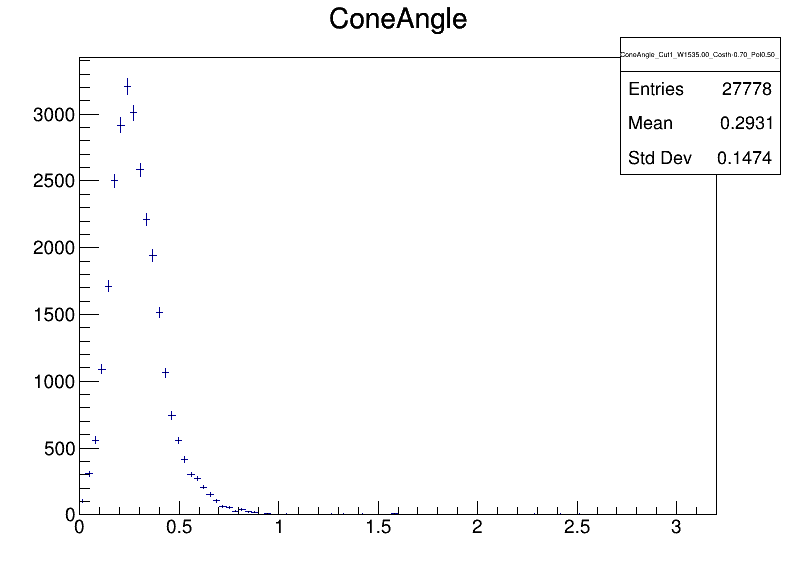 ConeAngle
ConeAngle_Cut1_W1535.00_Costh-0.70_Pol0.50_
Entries 27778
Mean 0.2931
Std Dev 0.1474
3000
2500
2000
1500
1000
500
0
0 0.5 1 1.5 2 2.5 3